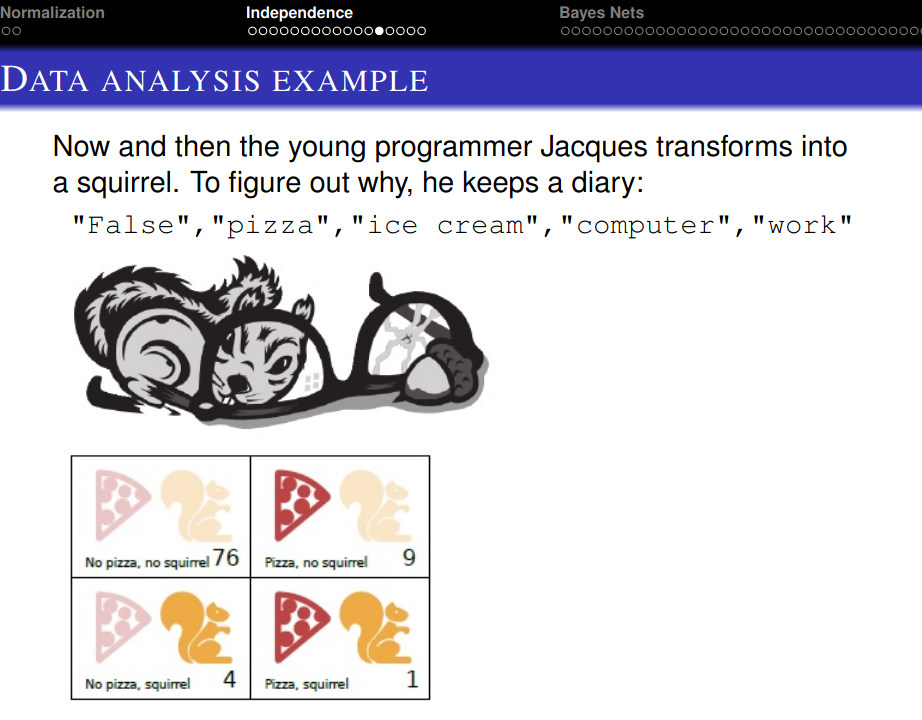 Normalization Independence Bayes Nets
DATA ANALYSIS EXAMPLE
Now and then the young programmer Jacques transforms into
a squirrel. To figure out why, he keeps a diary:
"False","pizza","ice cream","computer","work"
No pizza, no squirrel 76 Pizza, no squirrel 9
No pizza, squirrel 4 Pizza, squirrel 1